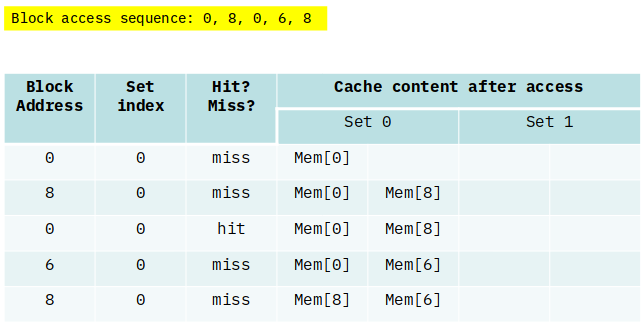 Block access sequence: 0, 8, 0, 6, 8
Block Address Set index Hit? Miss? Cache content after access
Set 0 Set 1
0 0 miss Mem[0]
8 0 miss Mem[0] Mem[8]
0 0 hit Mem[0] Mem[8]
6 0 miss Mem[0] Mem[6]
8 0 miss Mem[8] Mem[6]